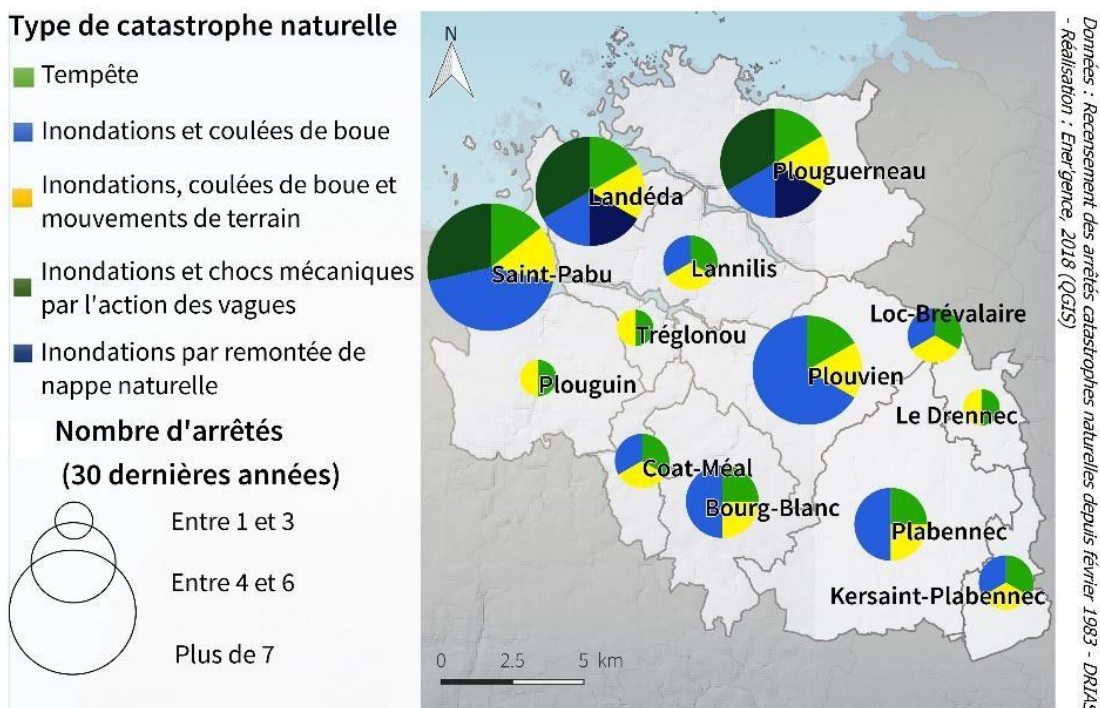 Type de catastrophe naturelle
Tempête
Inondations et coulées de boue
Inondations, coulées de boue et
mouvements de terrain
Inondations et chocs mécaniques
par l'action des vagues
Inondations par remontée de
nappe naturelle
Nombre d'arrêtés
(30 dernières années)
Entre 1 et 3
Entre 4 et 6
Plus de 7
N
Plouguerneau
Landéda
Saint-Pabu
Lannilis
Loc-Brévalaire
Tréglonou
Plouvien
Plouguin
Le Drennec
Coat-Méal
Bourg-Blanc
Plabennec
Kersaint-Plabennec
0 2.5 5 km
Données : Recensement des arrêtés catastrophes naturelles depuis février 1983 - DRIAS
- Réalisation : Ener'gence, 2018 (QGIS)